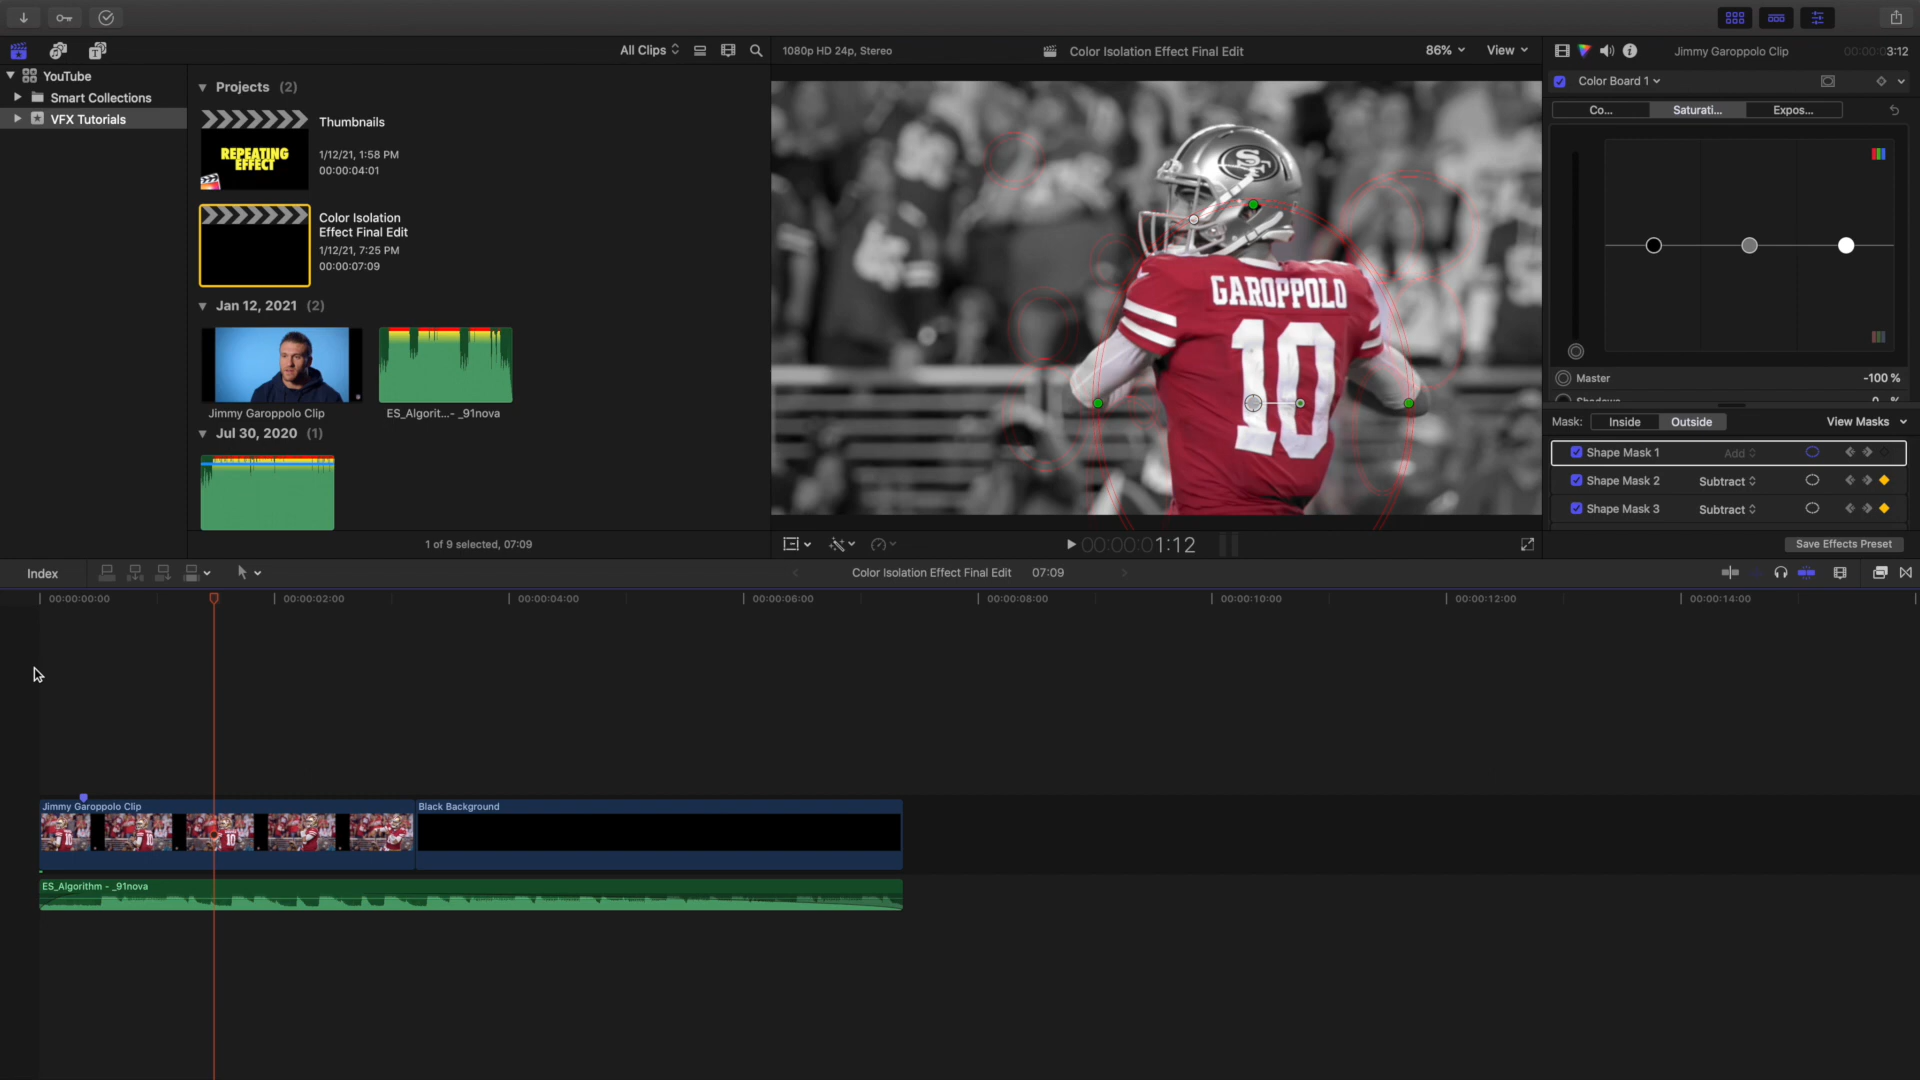 All Clips
1080p HD 24p, Stereo
Color Isolation Effect Final Edit
86%
View
Jimmy Garoppolo Clip
00:00:03:12
YouTube
Smart Collections
VFX Tutorials
Projects (2)
REPEATING
EFFECT
Thumbnails
1/12/21, 1:58 PM
00:00:04:01
Color Isolation
Effect Final Edit
1/12/21, 7:25 PM
00:00:07:09
Jan 12, 2021 (2)
Jimmy Garoppolo Clip
ES_Algorit...- _91nova
Jul 30, 2020 (1)
1 of 9 selected, 07:09
SF
GAROPPOLO
10
00:00:01:12
Color Board 1
Co...
Saturati...
Expos...
Master
-100 %
Shadows
0 %
Mask:
Inside
Outside
View Masks
Shape Mask 1
Add
Shape Mask 2
Subtract
Shape Mask 3
Subtract
Save Effects Preset
Index
Color Isolation Effect Final Edit
07:09
00:00:00:00
00:00:02:00
00:00:04:00
00:00:06:00
00:00:08:00
00:00:10:00
00:00:12:00
00:00:14:00
Jimmy Garoppolo Clip
Black Background
ES_Algorithm - _91nova